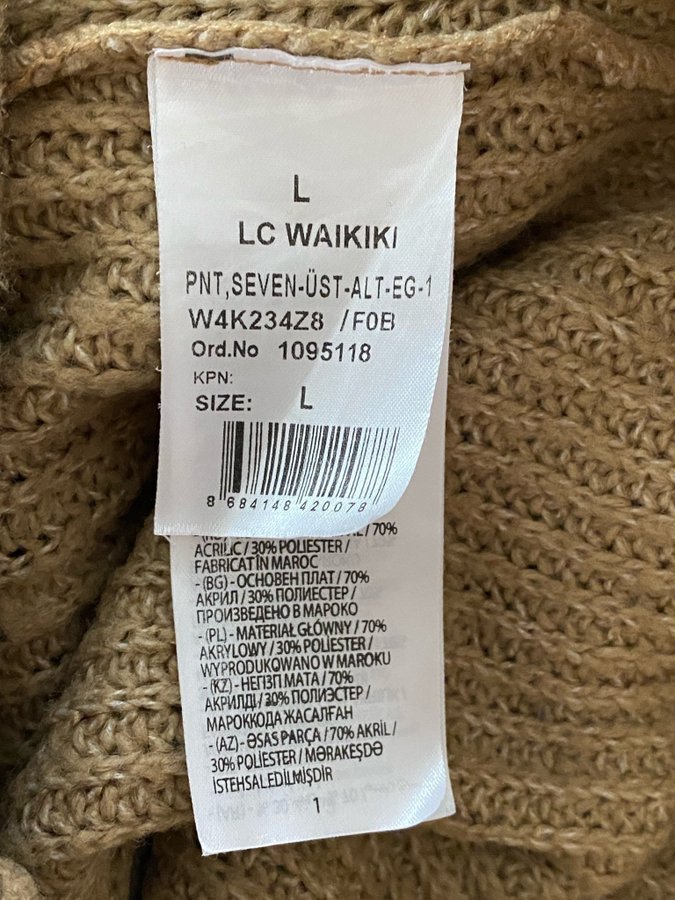 L
LC WAIKIKI
PNT,SEVEN-ÜST-ALT-EG-1
W4K234Z8 /F0B
Ord.No 1095118
KPN:
SIZE: L
8 684148 420078
/70%
ACRILIC / 30% POLIESTER /
FABRICAT ÎN MAROC
- (BG) - ОСНОВЕН ПЛАТ / 70%
АКРИЛ / 30% ПОЛИЕСТЕР /
ПРОИЗВЕДЕНО В МАРОКО
- (PL) - MATERIAŁ GŁÓWNY / 70%
AKRYLOWY / 30% POLIESTER /
WYPRODUKOWANO W MAROKU
- (KZ) - НЕГІЗГІ МАТА / 70%
АКРИЛДІ / 30% ПОЛИЭСТЕР /
МАРОККОДА ЖАСАЛҒАН
- (AZ) - ƏSAS PARÇA / 70% AKRİL /
30% POLIESTER / MƏRAKEŞDƏ
İSTEHSAL EDİLMİŞDİR
1